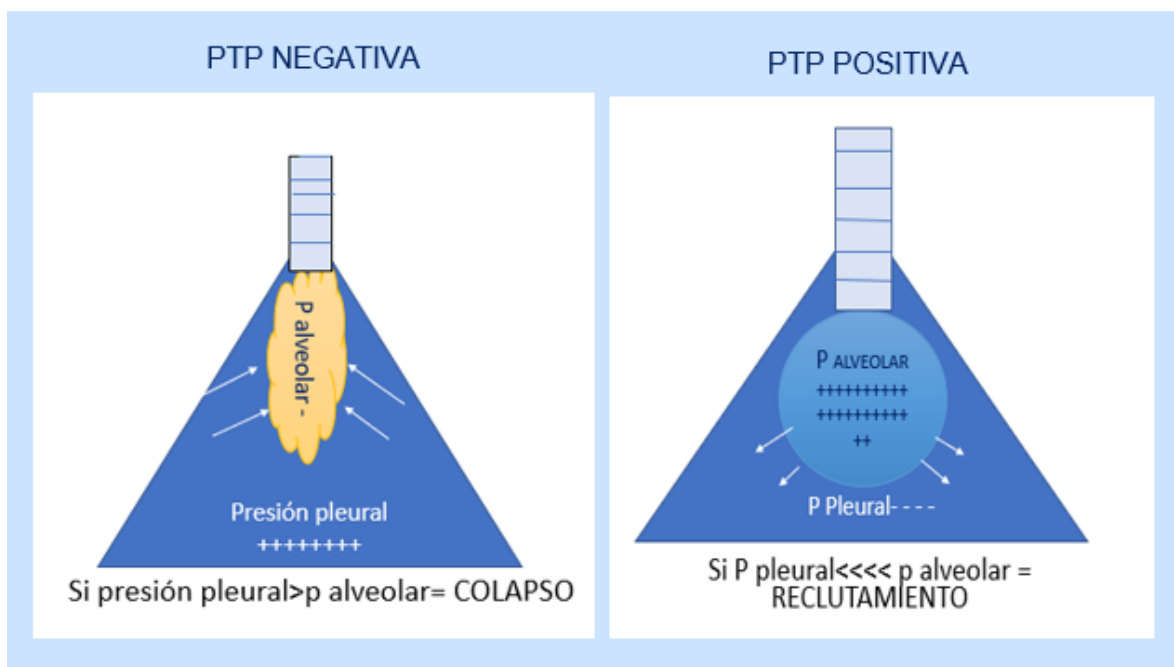 PTP NEGATIVA
P alveolar -
Presión pleural
++++++++
Si presión pleural>p alveolar= COLAPSO
PTP POSITIVA
P ALVEOLAR
++++++++++
++++++++++
++
P Pleural- - - -
Si P pleural<<<< p alveolar =
RECLUTAMIENTO